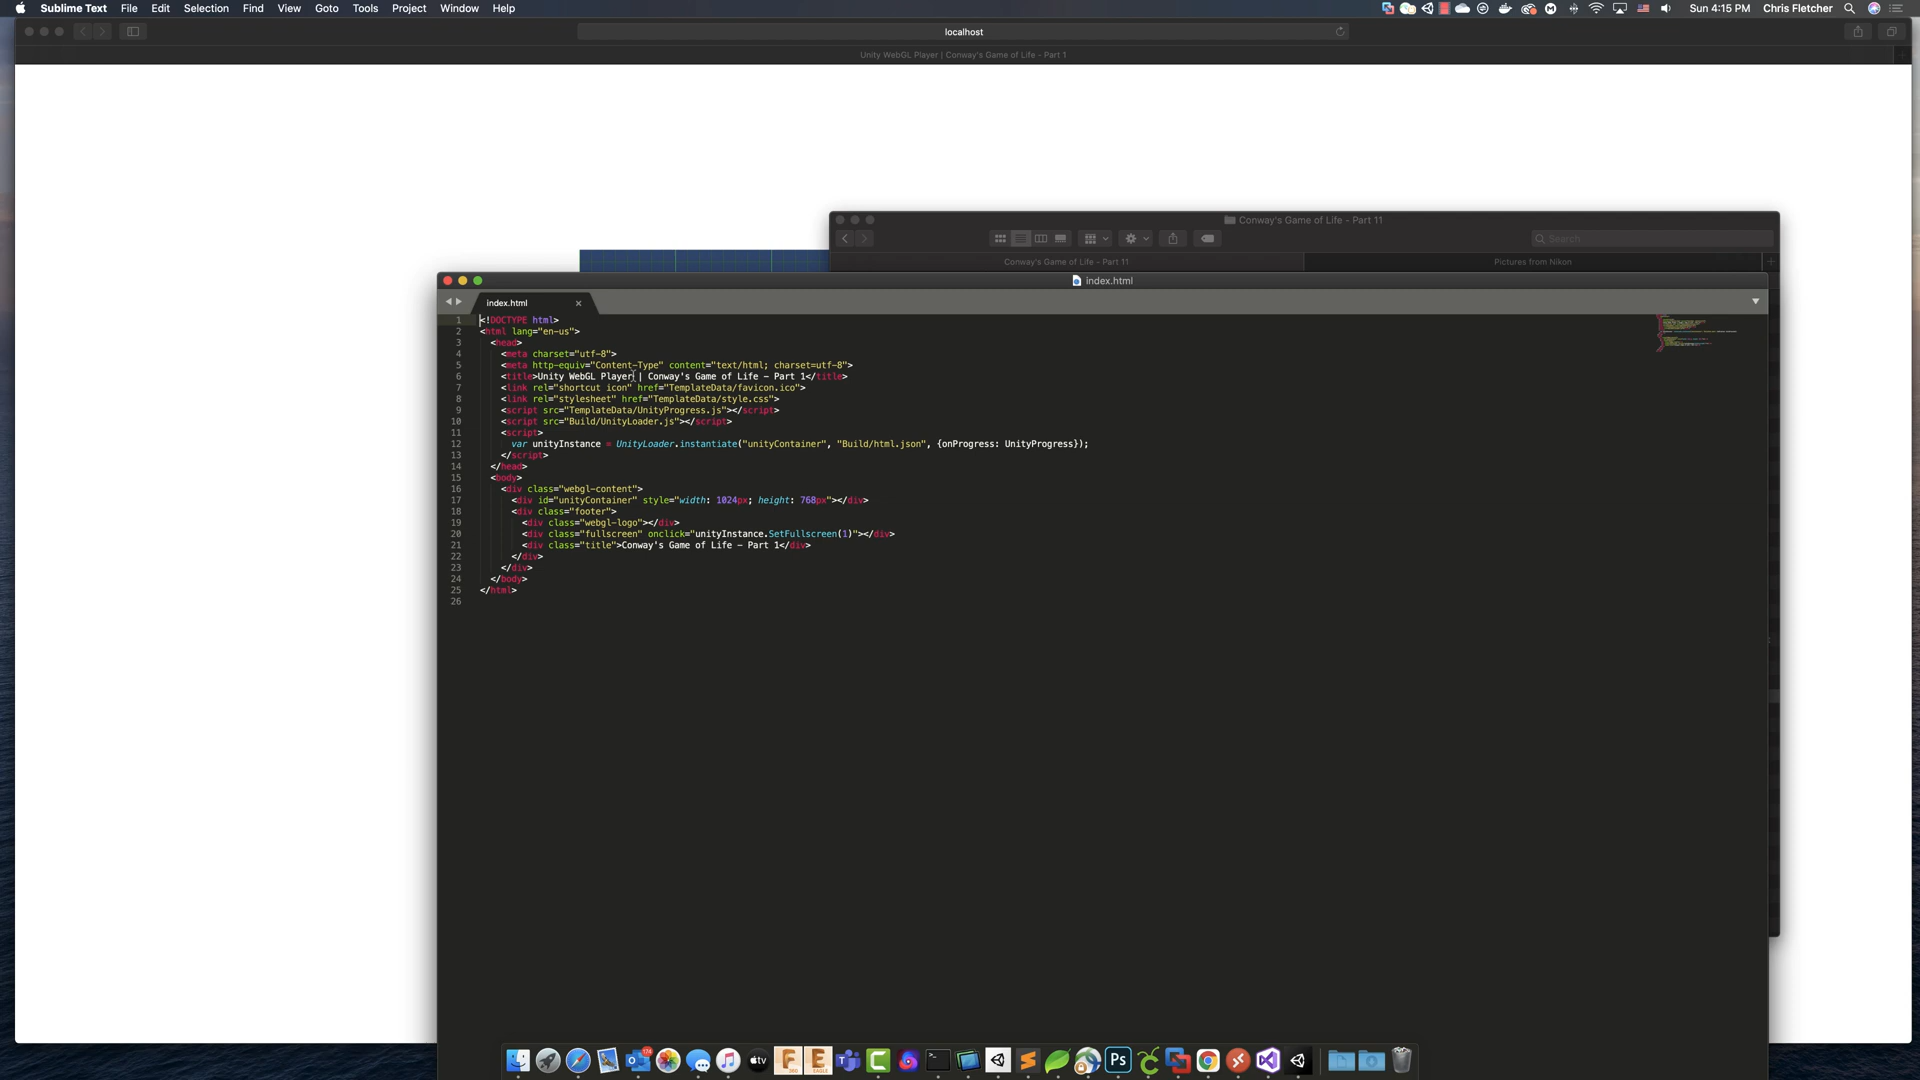 Sublime Text File Edit Selection Find View Goto Tools Project Window Help
Sun 4:15 PM Chris Fletcher
localhost
Unity WebGL Player | Conway's Game of Life - Part 1
Conway's Game of Life - Part 11
Search
Conway's Game of Life - Part 11
Pictures from Nikon
index.html
index.html
1 <!DOCTYPE html>
2 <html lang="en-us">
3 <head>
4 <meta charset="utf-8">
5 <meta http-equiv="Content-Type" content="text/html; charset=utf-8">
6 <title>Unity WebGL Player | Conway's Game of Life - Part 1</title>
7 <link rel="shortcut icon" href="TemplateData/favicon.ico">
8 <link rel="stylesheet" href="TemplateData/style.css">
9 <script src="TemplateData/UnityProgress.js"></script>
10 <script src="Build/UnityLoader.js"></script>
11 <script>
12 var unityInstance = UnityLoader.instantiate("unityContainer", "Build/html.json", {onProgress: UnityProgress});
13 </script>
14 </head>
15 <body>
16 <div class="webgl-content">
17 <div id="unityContainer" style="width: 1024px; height: 768px"></div>
18 <div class="footer">
19 <div class="webgl-logo"></div>
20 <div class="fullscreen" onclick="unityInstance.SetFullscreen(1)"></div>
21 <div class="title">Conway's Game of Life - Part 1</div>
22 </div>
23 </div>
24 </body>
25 </html>
26
174
tv
F
E
EAGLE
Ps